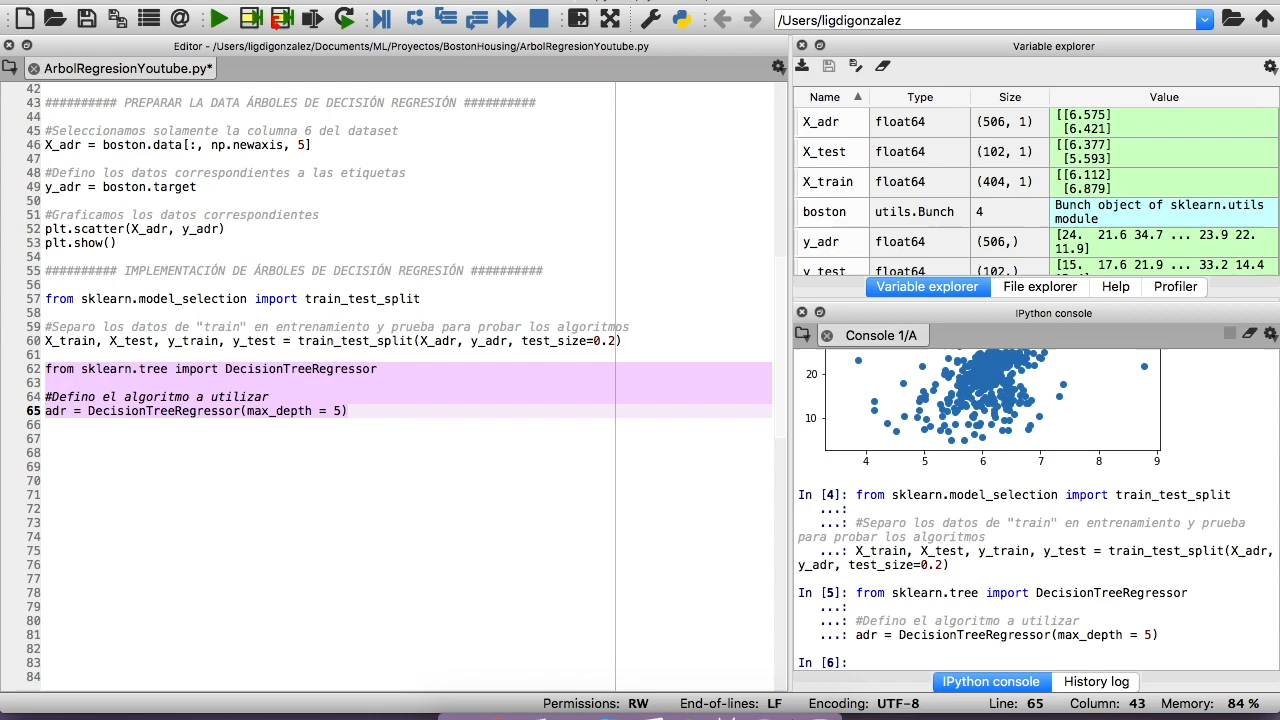 /Users/ligdigonzalez
Editor - /Users/ligdigonzalez/Documents/ML/Proyectos/BostonHousing/ArbolRegresionYoutube.py
ArbolRegresionYoutube.py*
42
43 ########## PREPARAR LA DATA ÁRBOLES DE DECISIÓN REGRESIÓN ##########
44
45 #Seleccionamos solamente la columna 6 del dataset
46 X_adr = boston.data[:, np.newaxis, 5]
47
48 #Defino los datos correspondientes a las etiquetas
49 y_adr = boston.target
50
51 #Graficamos los datos correspondientes
52 plt.scatter(X_adr, y_adr)
53 plt.show()
54
55 ########## IMPLEMENTACIÓN DE ÁRBOLES DE DECISIÓN REGRESIÓN ##########
56
57 from sklearn.model_selection import train_test_split
58
59 #Separo los datos de "train" en entrenamiento y prueba para probar los algoritmos
60 X_train, X_test, y_train, y_test = train_test_split(X_adr, y_adr, test_size=0.2)
61
62 from sklearn.tree import DecisionTreeRegressor
63
64 #Defino el algoritmo a utilizar
65 adr = DecisionTreeRegressor(max_depth = 5)
66
67
68
69
70
71
72
73
74
75
76
77
78
79
80
81
82
83
84
Variable explorer
Name Type Size Value
X_adr float64 (506, 1) [[6.575]
[6.421]
X_test float64 (102, 1) [[6.377]
[5.593]
X_train float64 (404, 1) [[6.112]
[6.879]
boston utils.Bunch 4 Bunch object of sklearn.utils
module
y_adr float64 (506,) [24. 21.6 34.7 ... 23.9 22.
11.9]
y_test float64 (102,) [15. 17.6 21.9 ... 33.2 14.4
Variable explorer File explorer Help Profiler
IPython console
Console 1/A
20
10
4 5 6 7 8 9
In [4]: from sklearn.model_selection import train_test_split
...:
...: #Separo los datos de "train" en entrenamiento y prueba
para probar los algoritmos
...: X_train, X_test, y_train, y_test = train_test_split(X_adr,
y_adr, test_size=0.2)
In [5]: from sklearn.tree import DecisionTreeRegressor
...:
...: #Defino el algoritmo a utilizar
...: adr = DecisionTreeRegressor(max_depth = 5)
In [6]:
IPython console History log
Permissions: RW End-of-lines: LF Encoding: UTF-8 Line: 65 Column: 43 Memory: 84 %